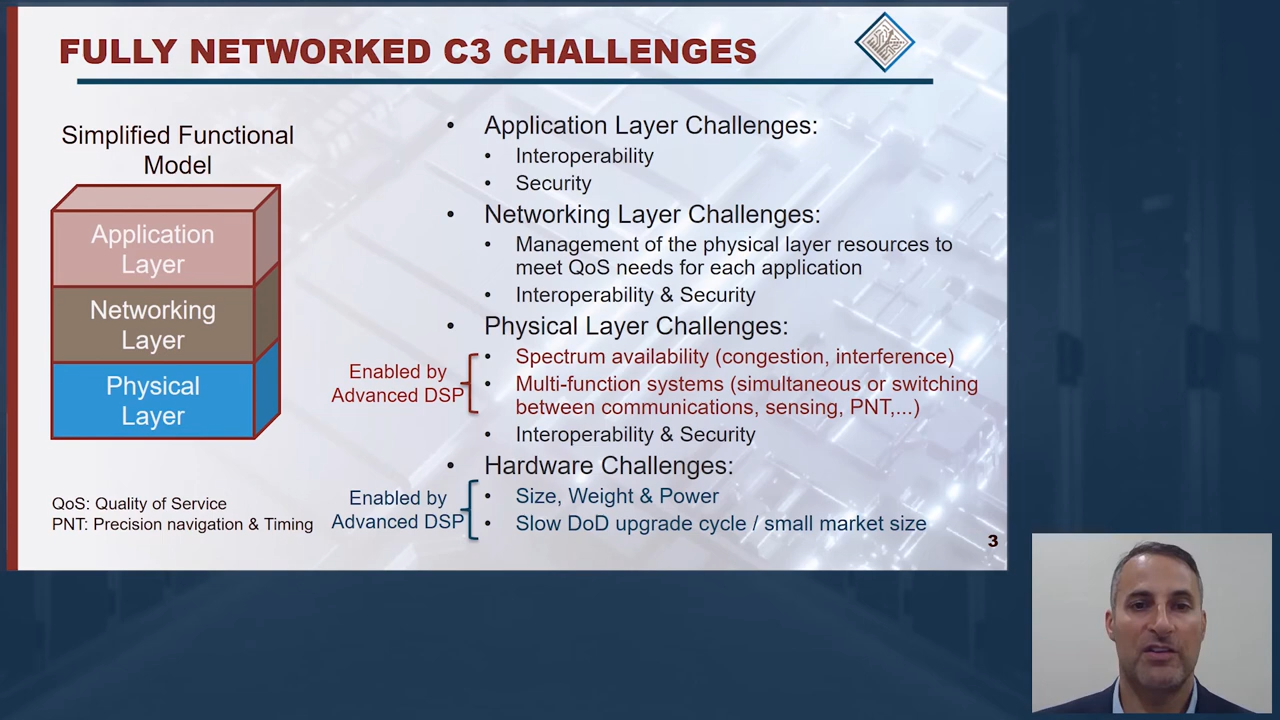 FULLY NETWORKED C3 CHALLENGES
Simplified Functional
Model
Application
Layer
Networking
Layer
Physical
Layer
QoS: Quality of Service
PNT: Precision navigation & Timing
• Application Layer Challenges:
• Interoperability
• Security
• Networking Layer Challenges:
• Management of the physical layer resources to
meet QoS needs for each application
• Interoperability & Security
• Physical Layer Challenges:
Enabled by
Advanced DSP
• Spectrum availability (congestion, interference)
• Multi-function systems (simultaneous or switching
between communications, sensing, PNT,...)
• Interoperability & Security
• Hardware Challenges:
Enabled by
Advanced DSP
• Size, Weight & Power
• Slow DoD upgrade cycle / small market size
3